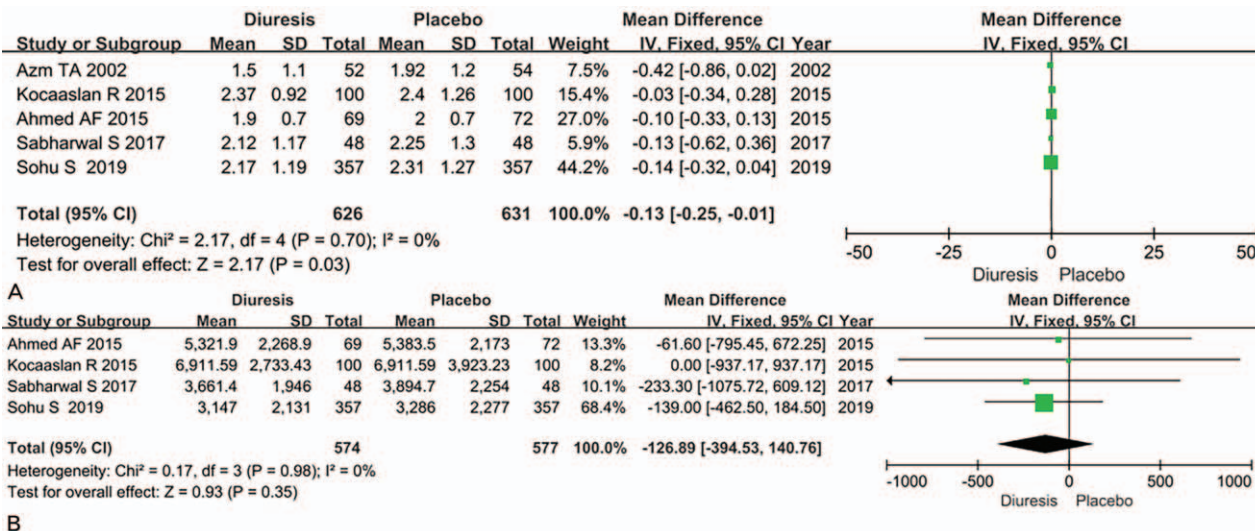 Diuresis Placebo Mean Difference Mean Difference
Study or Subgroup Mean SD Total Mean SD Total Weight IV, Fixed, 95% CI Year IV, Fixed, 95% CI
Azm TA 2002 1.5 1.1 52 1.92 1.2 54 7.5% -0.42 [-0.86, 0.02] 2002
Kocaaslan R 2015 2.37 0.92 100 2.4 1.26 100 15.4% -0.03 [-0.34, 0.28] 2015
Ahmed AF 2015 1.9 0.7 69 2 0.7 72 27.0% -0.10 [-0.33, 0.13] 2015
Sabharwal S 2017 2.12 1.17 48 2.25 1.3 48 5.9% -0.13 [-0.62, 0.36] 2017
Sohu S 2019 2.17 1.19 357 2.31 1.27 357 44.2% -0.14 [-0.32, 0.04] 2019
Total (95% CI) 626 631 100.0% -0.13 [-0.25, -0.01]
Heterogeneity: Chi² = 2.17, df = 4 (P = 0.70); I² = 0%
Test for overall effect: Z = 2.17 (P = 0.03)
-50 -25 0 25 50
Diuresis Placebo
A
Diuresis Placebo Mean Difference Mean Difference
Study or Subgroup Mean SD Total Mean SD Total Weight IV, Fixed, 95% CI Year IV, Fixed, 95% CI
Ahmed AF 2015 5,321.9 2,268.9 69 5,383.5 2,173 72 13.3% -61.60 [-795.45, 672.25] 2015
Kocaaslan R 2015 6,911.59 2,733.43 100 6,911.59 3,923.23 100 8.2% 0.00 [-937.17, 937.17] 2015
Sabharwal S 2017 3,661.4 1,946 48 3,894.7 2,254 48 10.1% -233.30 [-1075.72, 609.12] 2017
Sohu S 2019 3,147 2,131 357 3,286 2,277 357 68.4% -139.00 [-462.50, 184.50] 2019
Total (95% CI) 574 577 100.0% -126.89 [-394.53, 140.76]
Heterogeneity: Chi² = 0.17, df = 3 (P = 0.98); I² = 0%
Test for overall effect: Z = 0.93 (P = 0.35)
-1000 -500 0 500 1000
Diuresis Placebo
B